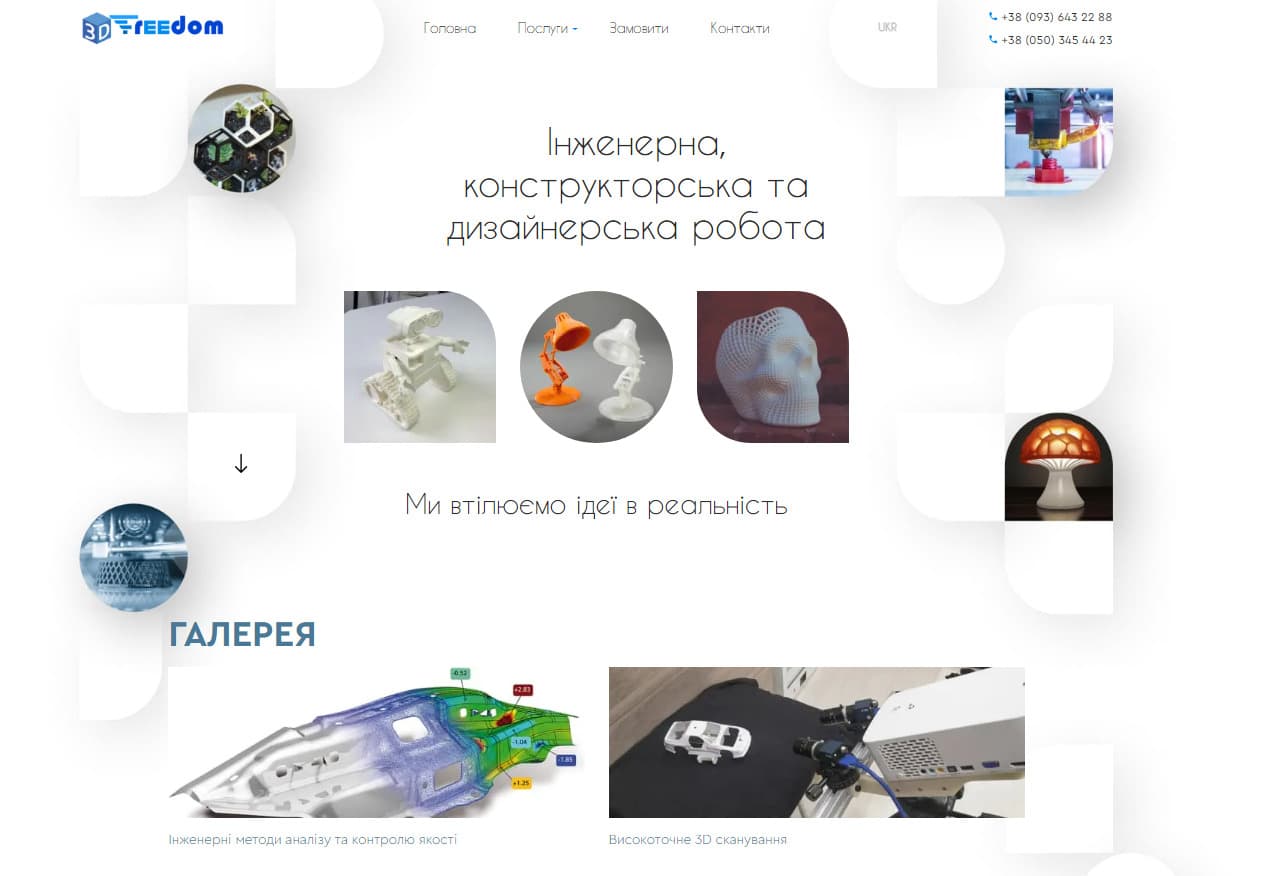 3D Freedom
Головна
Послуги
Замовити
Контакти
UKR
+38 (093) 643 22 88
+38 (050) 345 44 23
Інженерна,
конструкторська та
дизайнерська робота
Ми втілюємо ідеї в реальність
ГАЛЕРЕЯ
-0.52
+2.83
-1.04
-1.85
+1.25
Інженерні методи аналізу та контролю якості
Високоточне 3D сканування